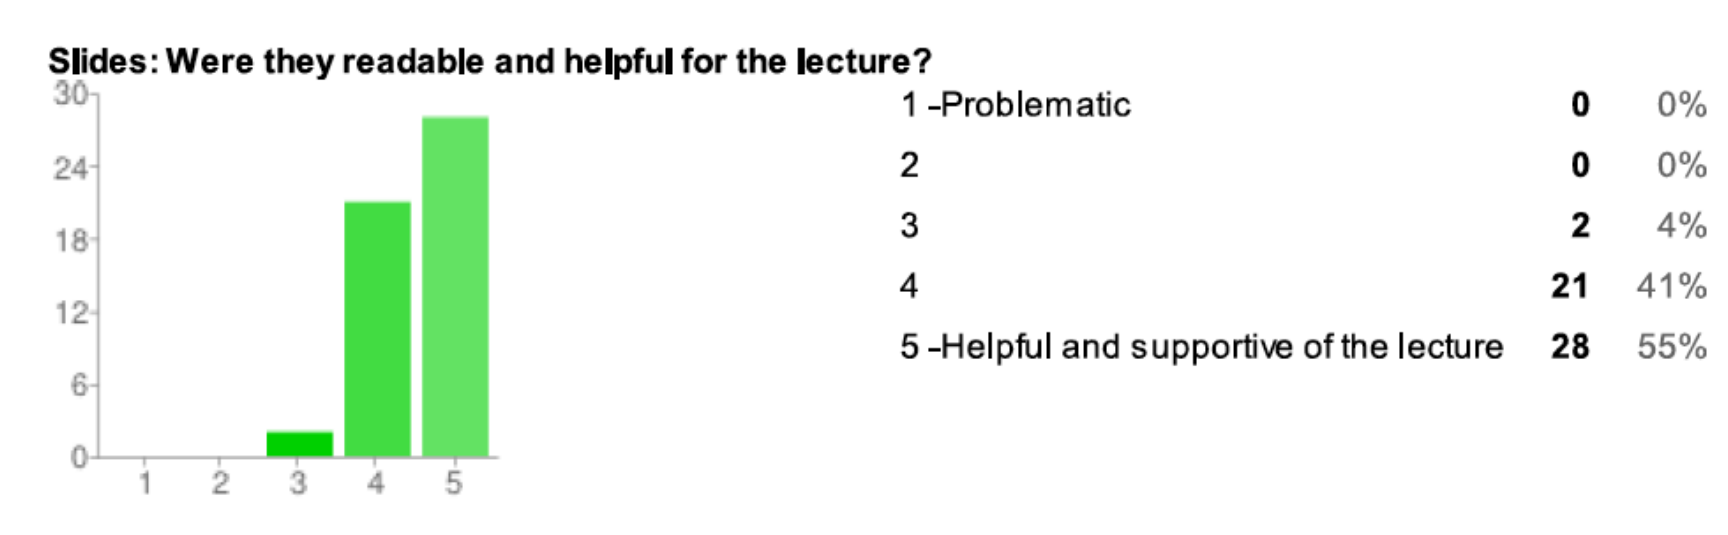 Slides: Were they readable and helpful for the lecture?
30
24
18
12
6
0
1
2
3
4
5
1 –Problematic 0 0%
2 0 0%
3 2 4%
4 21 41%
5 –Helpful and supportive of the lecture 28 55%